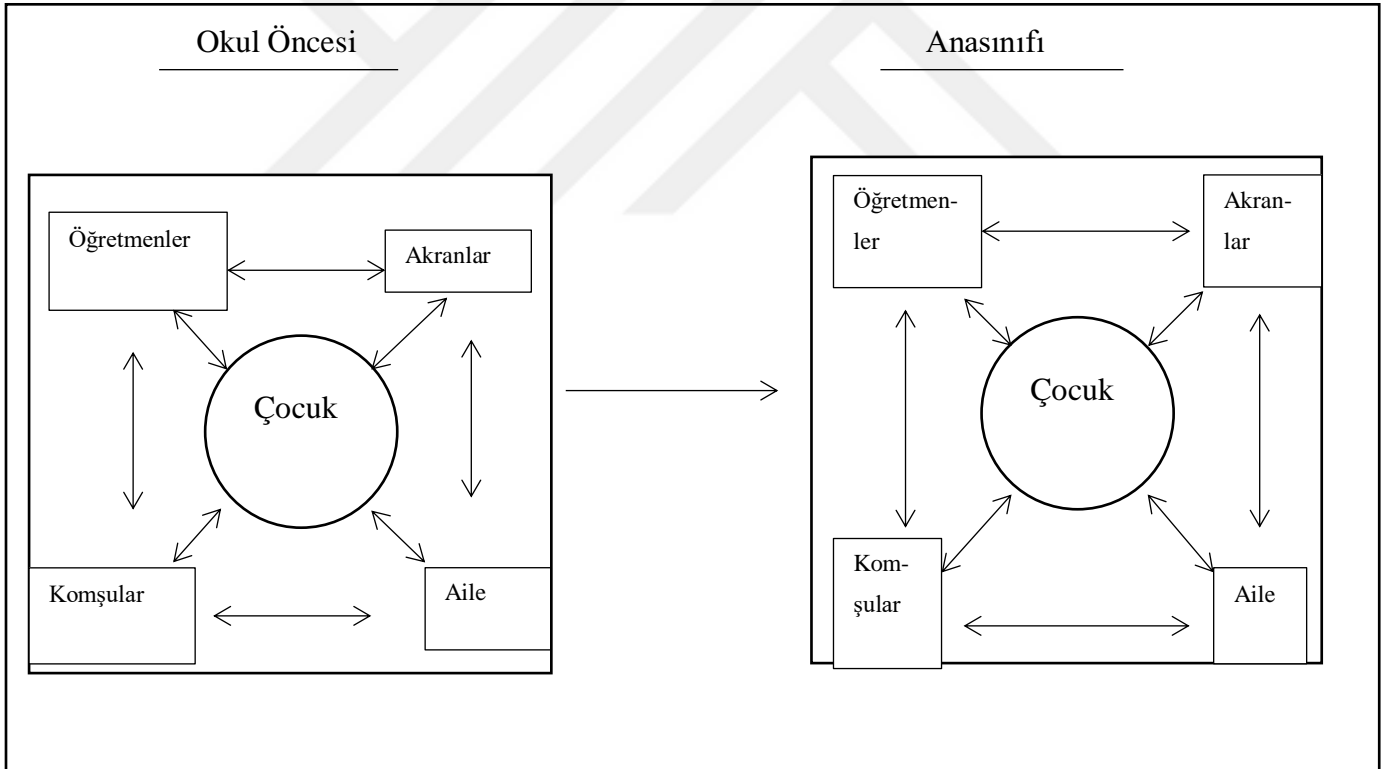 Okul Öncesi
Anasınıfı
Öğretmenler
Akranlar
Çocuk
Komşular
Aile
Öğretmen-
ler
Akran-
lar
Çocuk
Kom-
şular
Aile